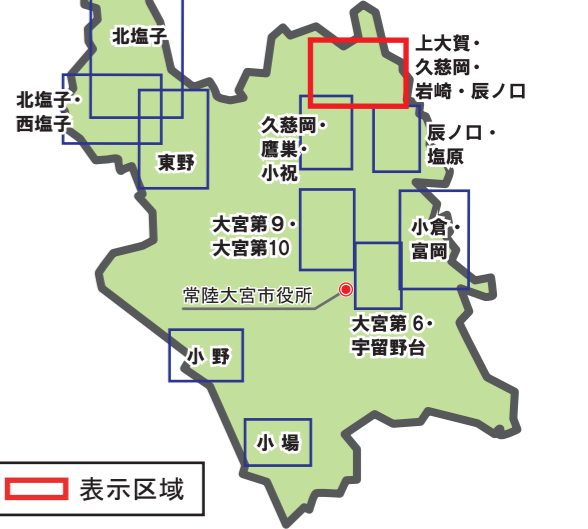 北塩子
上大賀・
久慈岡・
岩崎・辰ノ口
北塩子・
西塩子
久慈岡・
鷹巣・
小祝
辰ノ口・
塩原
東野
大宮第９・
大宮第10
小倉・
富岡
常陸大宮市役所
大宮第６・
宇留野台
小 野
小 場
表示区域